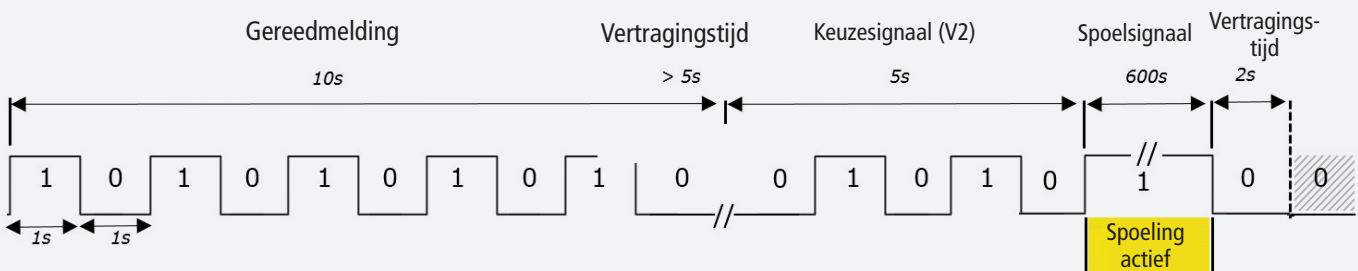 Gereedmelding Vertragingstijd Keuzesignaal (V2) Spoelsignaal Vertragings-
tijd
10s > 5s 5s 600s 2s
1 0 1 0 1 0 1 0 1 0 // 0 1 0 1 0 // 1 0 0
1s 1s
Spoeling
actief